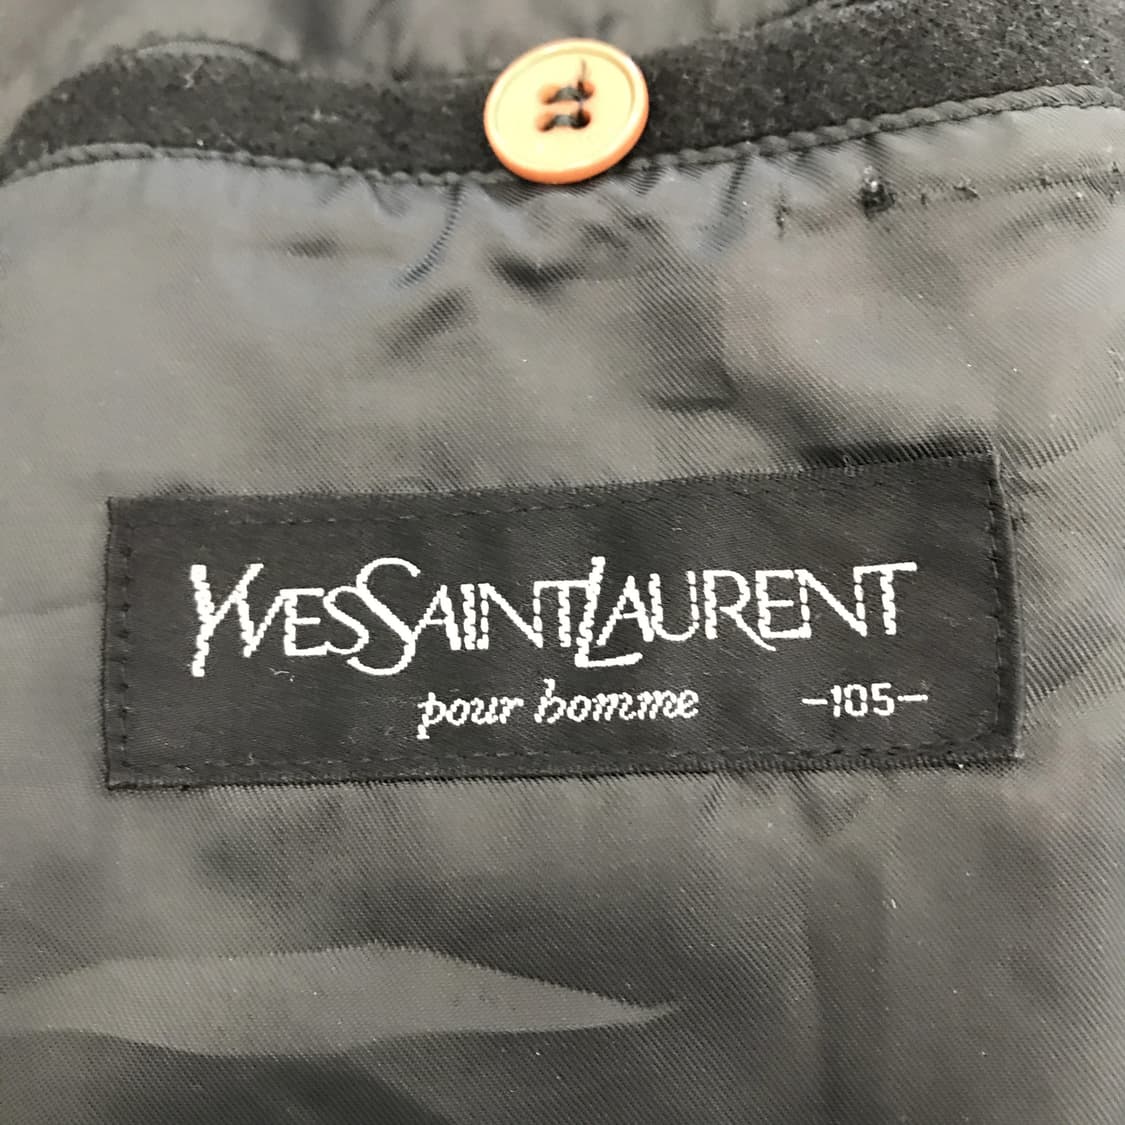 YVESSAINTLAURENT
pour homme -105-